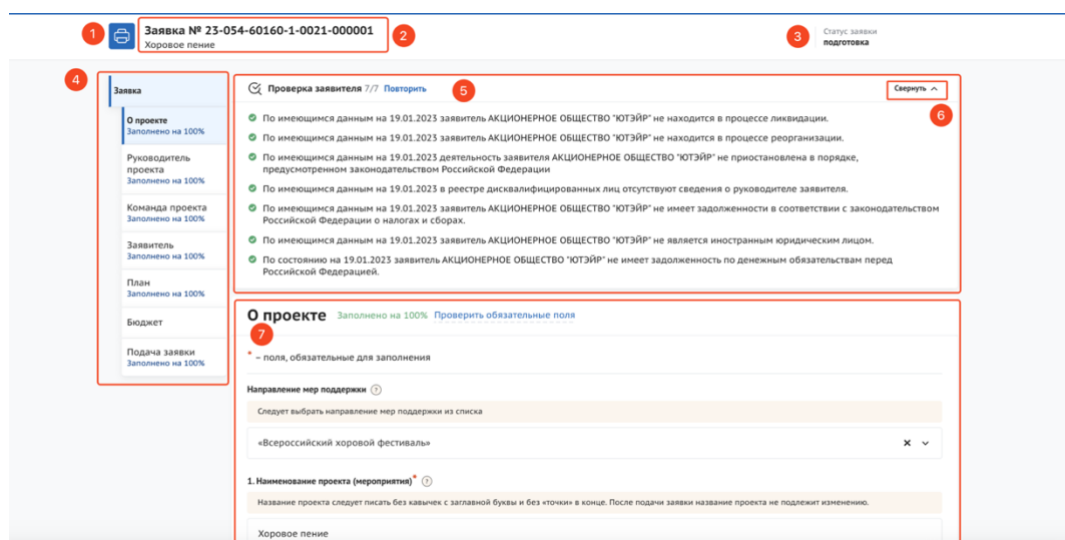 1
Заявка № 23-054-60160-1-0021-000001
Хоровое пение
2
3
Статус заявки
подготовка
4
Заявка
О проекте
Заполнено на 100%
Руководитель
проекта
Заполнено на 100%
Команда проекта
Заполнено на 100%
Заявитель
Заполнено на 100%
План
Заполнено на 100%
Бюджет
Подача заявки
Заполнено на 100%
Проверка заявителя 7/7 Повторить
5
Свернуть
6
По имеющимся данным на 19.01.2023 заявитель АКЦИОНЕРНОЕ ОБЩЕСТВО "ЮТЭЙР" не находится в процессе ликвидации.
По имеющимся данным на 19.01.2023 заявитель АКЦИОНЕРНОЕ ОБЩЕСТВО "ЮТЭЙР" не находится в процессе реорганизации.
По имеющимся данным на 19.01.2023 деятельность заявителя АКЦИОНЕРНОЕ ОБЩЕСТВО "ЮТЭЙР" не приостановлена в порядке,
предусмотренном законодательством Российской Федерации
По имеющимся данным на 19.01.2023 в реестре дисквалифицированных лиц отсутствуют сведения о руководителе заявителя.
По имеющимся данным на 19.01.2023 заявитель АКЦИОНЕРНОЕ ОБЩЕСТВО "ЮТЭЙР" не имеет задолженности в соответствии с законодательством
Российской Федерации о налогах и сборах.
По имеющимся данным на 19.01.2023 заявитель АКЦИОНЕРНОЕ ОБЩЕСТВО "ЮТЭЙР" не является иностранным юридическим лицом.
По состоянию на 19.01.2023 заявитель АКЦИОНЕРНОЕ ОБЩЕСТВО "ЮТЭЙР" не имеет задолженность по денежным обязательствам перед
Российской Федерацией.
О проекте Заполнено на 100% Проверить обязательные поля
7
* – поля, обязательные для заполнения
Направление мер поддержки ?
Следует выбрать направление мер поддержки из списка
«Всероссийский хоровой фестиваль»
1. Наименование проекта (мероприятия)* ?
Название проекта следует писать без кавычек с заглавной буквы и без «точки» в конце. После подачи заявки название проекта не подлежит изменению.
Хоровое пение